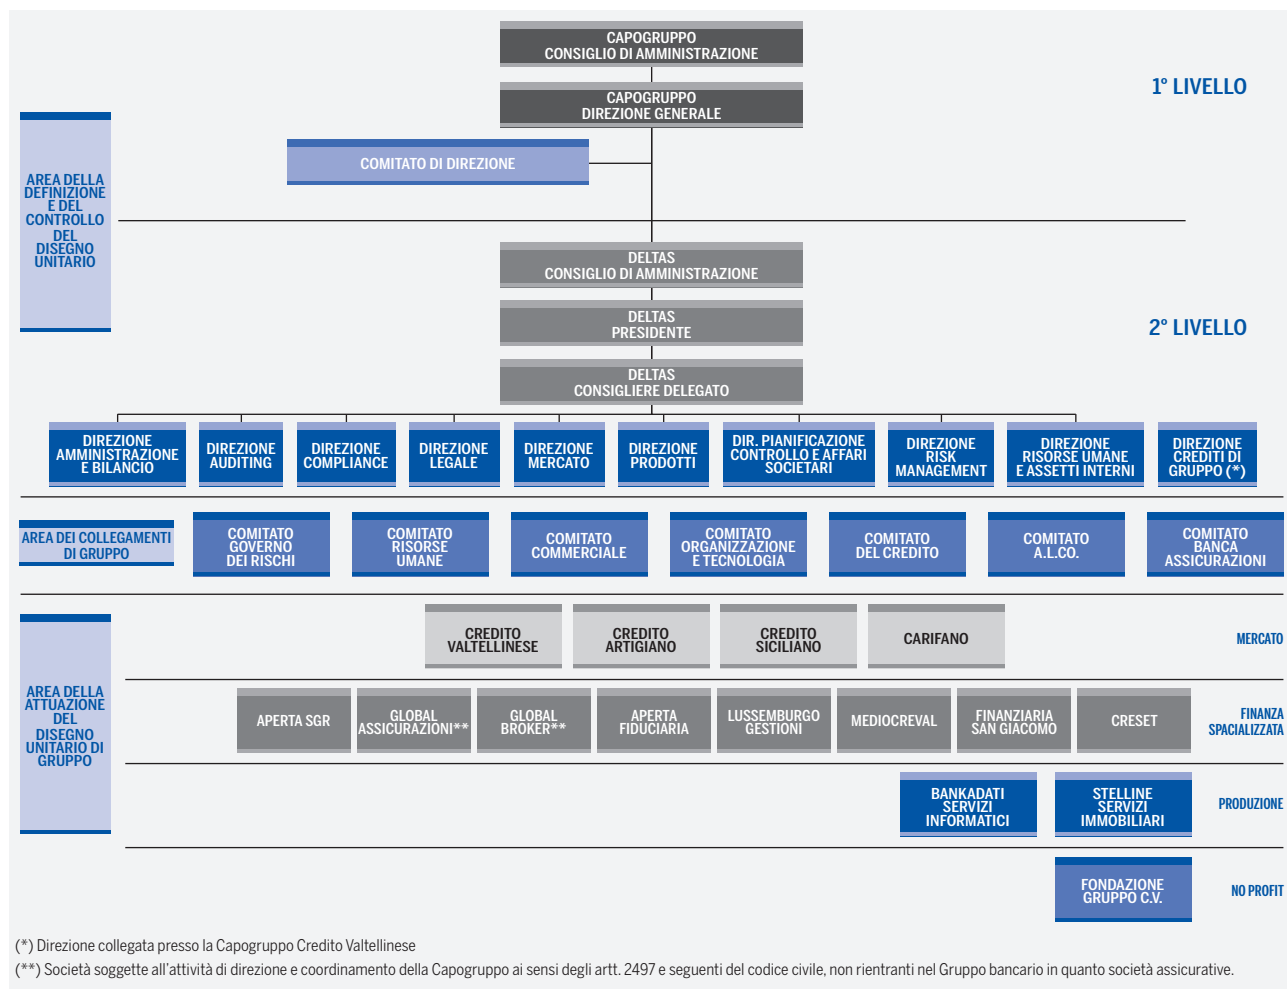 CAPOGRUPPO
CONSIGLIO DI AMMINISTRAZIONE
1° LIVELLO
CAPOGRUPPO
DIREZIONE GENERALE
COMITATO DI DIREZIONE
AREA DELLA
DEFINIZIONE
E DEL
CONTROLLO
DEL
DISEGNO
UNITARIO
DELTAS
CONSIGLIO DI AMMINISTRAZIONE
DELTAS
PRESIDENTE
2° LIVELLO
DELTAS
CONSIGLIERE DELEGATO
DIREZIONE
AMMINISTRAZIONE
E BILANCIO
DIREZIONE
AUDITING
DIREZIONE
COMPLIANCE
DIREZIONE
LEGALE
DIREZIONE
MERCATO
DIREZIONE
PRODOTTI
DIR. PIANIFICAZIONE
CONTROLLO E AFFARI
SOCIETARI
DIREZIONE
RISK
MANAGEMENT
DIREZIONE
RISORSE UMANE
E ASSETTI INTERNI
DIREZIONE
CREDITI DI
GRUPPO (*)
AREA DEI COLLEGAMENTI
DI GRUPPO
COMITATO
GOVERNO
DEI RISCHI
COMITATO
RISORSE
UMANE
COMITATO
COMMERCIALE
COMITATO
ORGANIZZAZIONE
E TECNOLOGIA
COMITATO
DEL CREDITO
COMITATO
A.L.CO.
COMITATO
BANCA
ASSICURAZIONI
AREA DELLA
ATTUAZIONE
DEL
DISEGNO
UNITARIO DI
GRUPPO
CREDITO
VALTELLINESE
CREDITO
ARTIGIANO
CREDITO
SICILIANO
CARIFANO
MERCATO
APERTA SGR
GLOBAL
ASSICURAZIONI**
GLOBAL
BROKER**
APERTA
FIDUCIARIA
LUSSEMBURGO
GESTIONI
MEDIOCREVAL
FINANZIARIA
SAN GIACOMO
CRESET
FINANZA
SPACIALIZZATA
BANKADATI
SERVIZI
INFORMATICI
STELLINE
SERVIZI
IMMOBILIARI
PRODUZIONE
FONDAZIONE
GRUPPO C.V.
NO PROFIT
(*) Direzione collegata presso la Capogruppo Credito Valtellinese
(**) Società soggette all'attività di direzione e coordinamento della Capogruppo ai sensi degli artt. 2497 e seguenti del codice civile, non rientranti nel Gruppo bancario in quanto società assicurative.